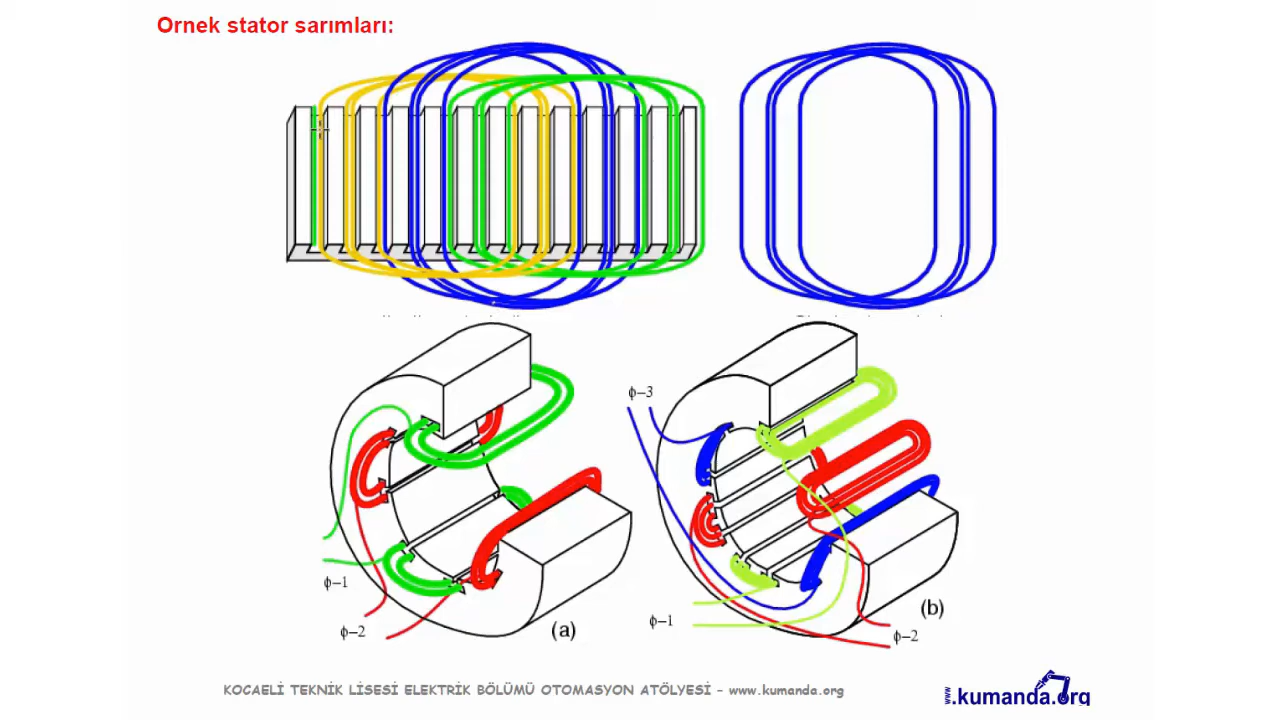 Ornek stator sarımları:
ϕ–3
ϕ–1
ϕ–2
(a)
ϕ–1
(b)
ϕ–2
KOCAELİ TEKNİK LİSESİ ELEKTRİK BÖLÜMÜ OTOMASYON ATÖLYESİ - www.kumanda.org
www.kumanda.org